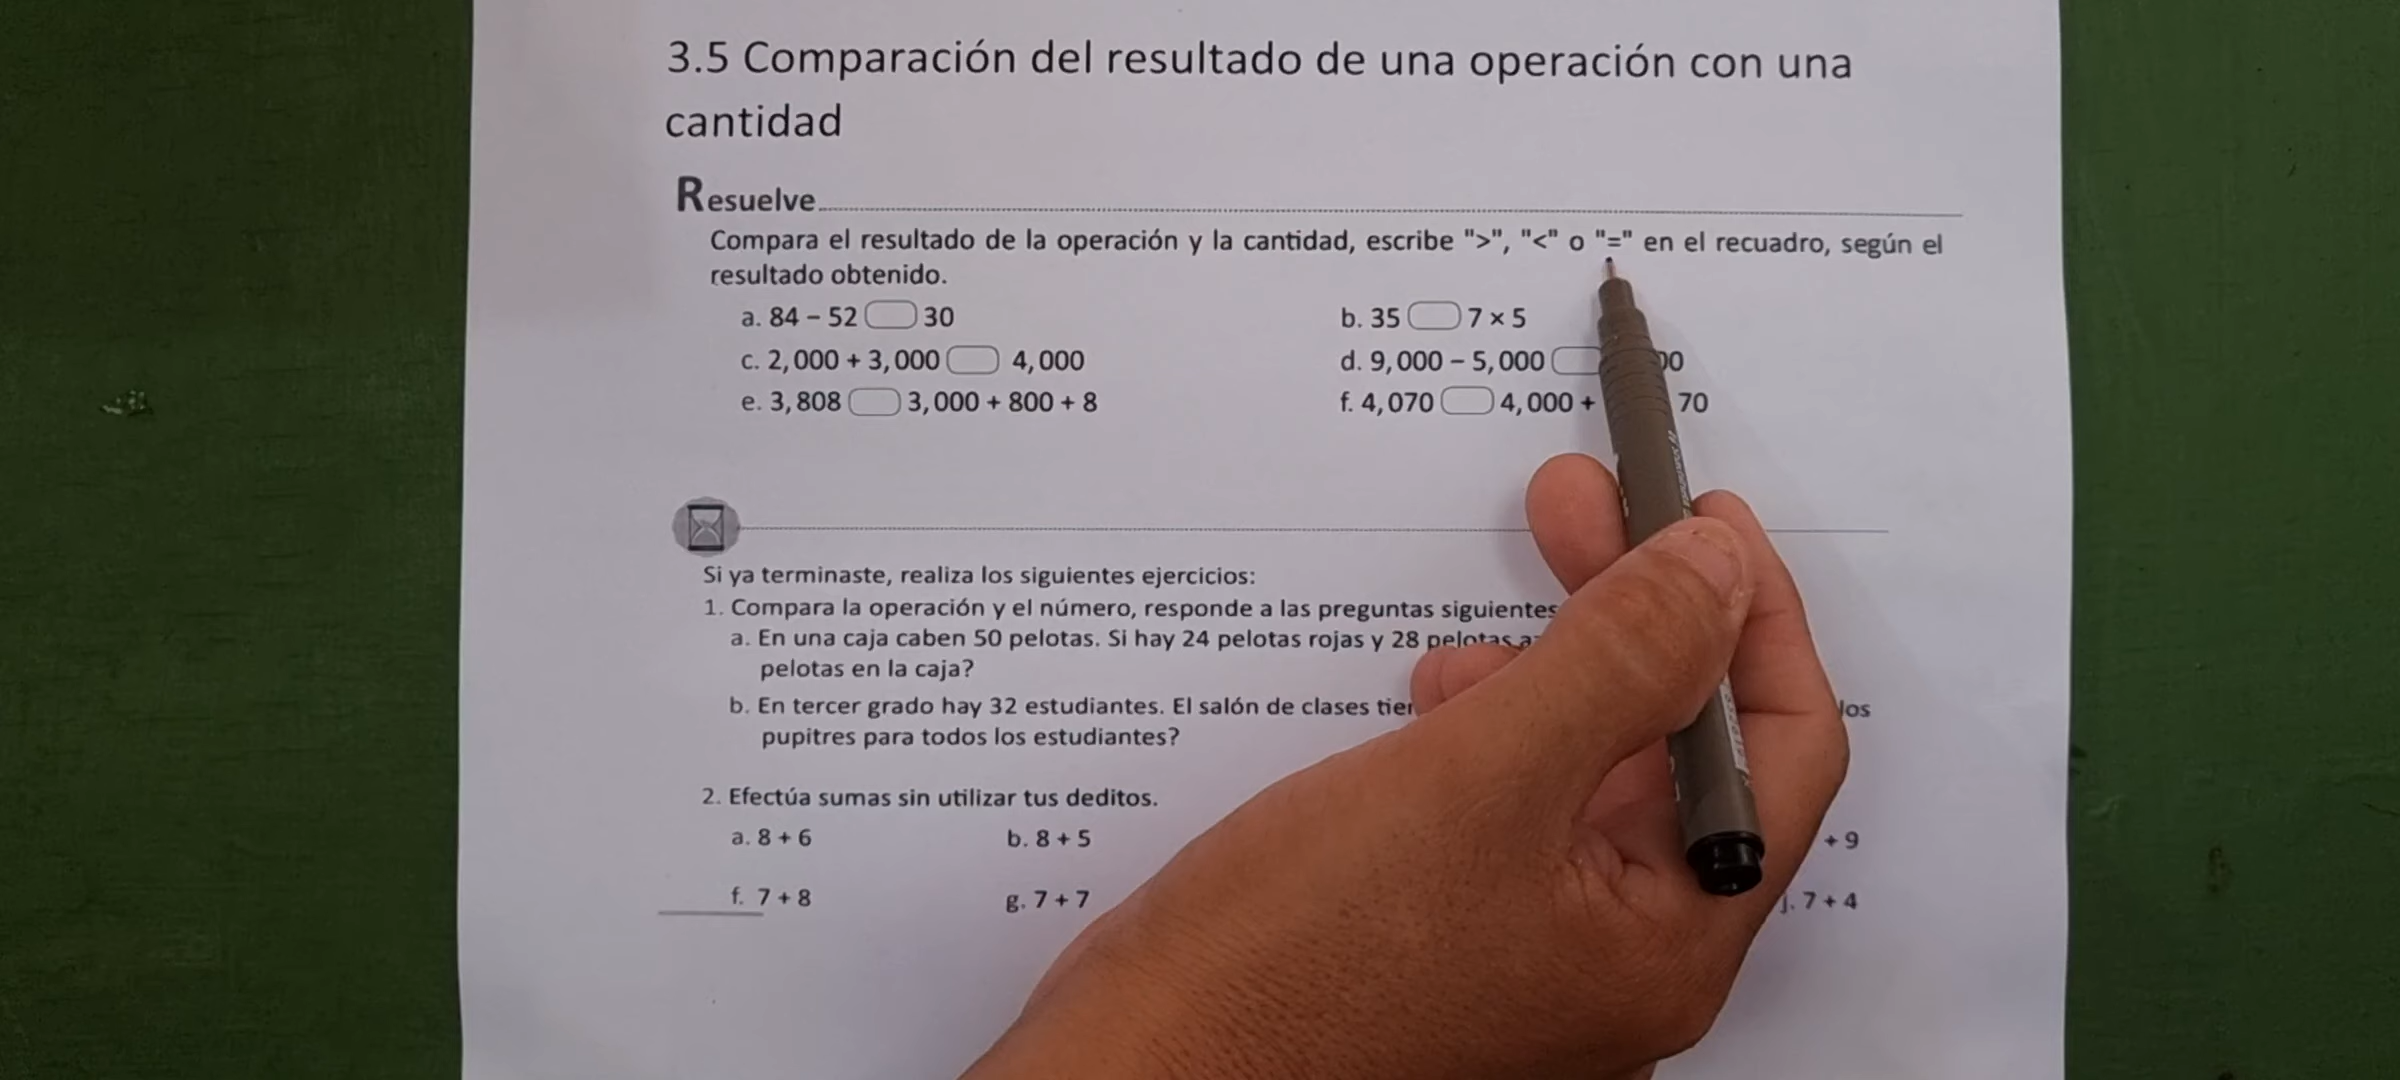 3.5 Comparación del resultado de una operación con una
cantidad
Resuelve
Compara el resultado de la operación y la cantidad, escribe ">", "<" o "=" en el recuadro, según el
resultado obtenido.
a. 84 – 52 30
b. 35 7 × 5
c. 2,000 + 3,000 4,000
d. 9,000 – 5,000
e. 3,808 3,000 + 800 + 8
f. 4,070 4,000 + 70
Si ya terminaste, realiza los siguientes ejercicios:
1. Compara la operación y el número, responde a las preguntas siguientes
a. En una caja caben 50 pelotas. Si hay 24 pelotas rojas y 28 pelotas
pelotas en la caja?
b. En tercer grado hay 32 estudiantes. El salón de clases los
pupitres para todos los estudiantes?
2. Efectúa sumas sin utilizar tus deditos.
a. 8 + 6 b. 8 + 5 + 9
f. 7 + 8 g. 7 + 7 j. 7 + 4